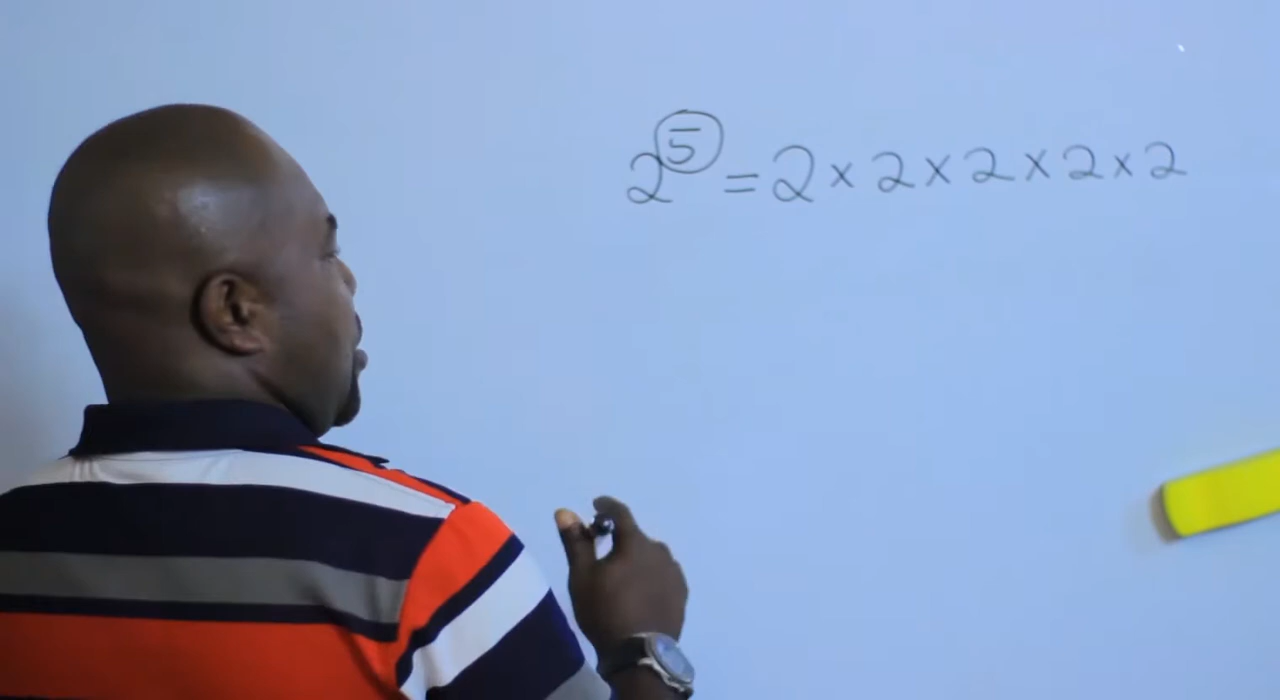 2⁵ = 2 × 2 × 2 × 2 × 2